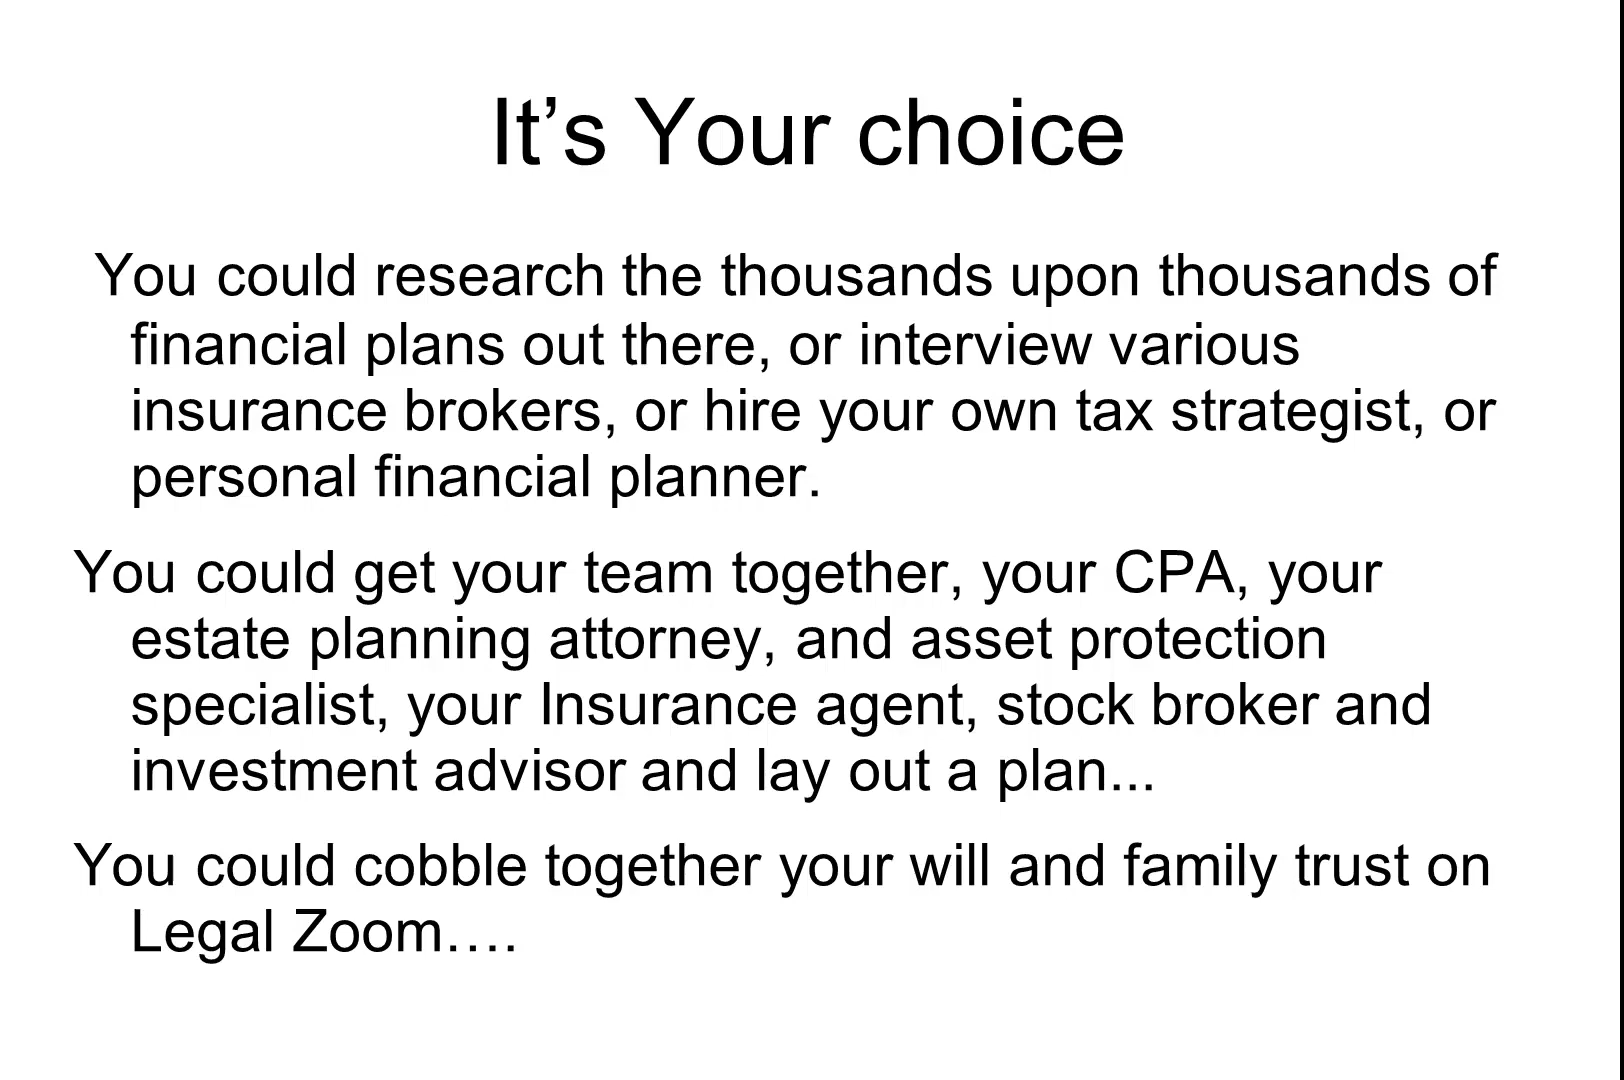 It’s Your choice
You could research the thousands upon thousands of
financial plans out there, or interview various
insurance brokers, or hire your own tax strategist, or
personal financial planner.
You could get your team together, your CPA, your
estate planning attorney, and asset protection
specialist, your Insurance agent, stock broker and
investment advisor and lay out a plan...
You could cobble together your will and family trust on
Legal Zoom….